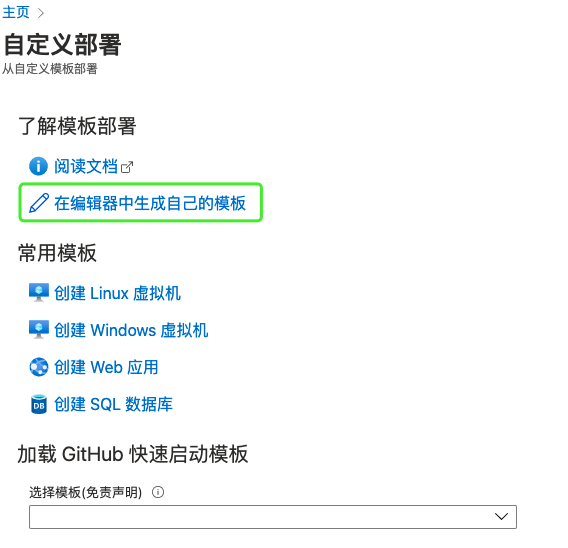 主页
自定义部署
从自定义模板部署
了解模板部署
阅读文档
在编辑器中生成自己的模板
常用模板
创建 Linux 虚拟机
创建 Windows 虚拟机
创建 Web 应用
DB 创建 SQL 数据库
加载 GitHub 快速启动模板
选择模板(免责声明)